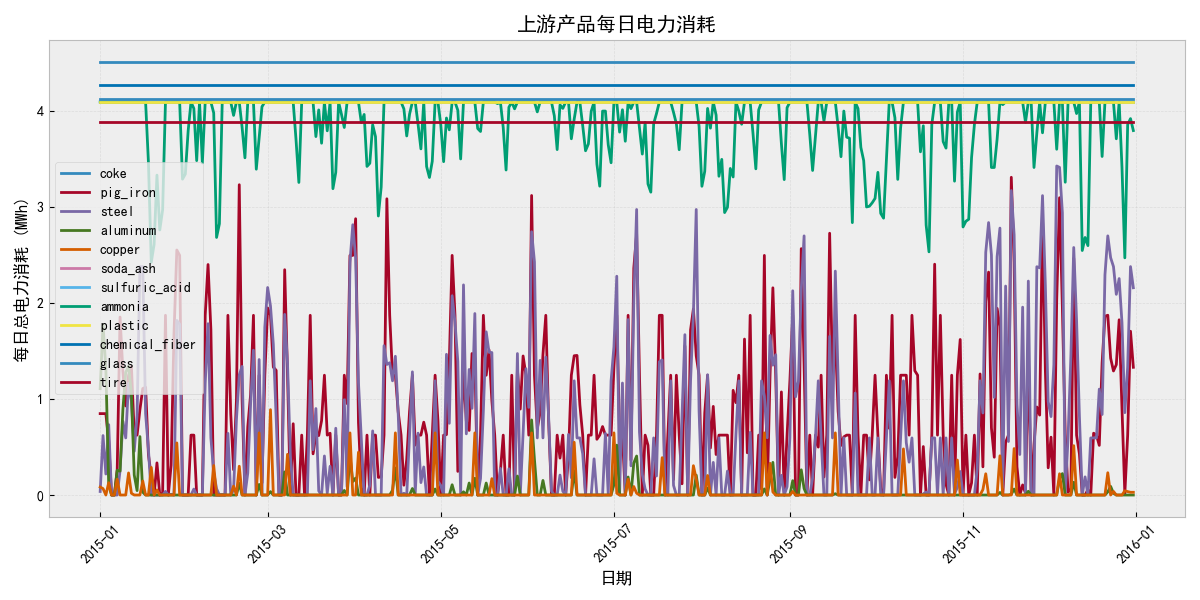 上游产品每日电力消耗
每日总电力消耗 (MWh)
4
3
2
1
0
coke
pig_iron
steel
aluminum
copper
soda_ash
sulfuric_acid
ammonia
plastic
chemical_fiber
glass
tire
2015-01
2015-03
2015-05
2015-07
2015-09
2015-11
2016-01
日期